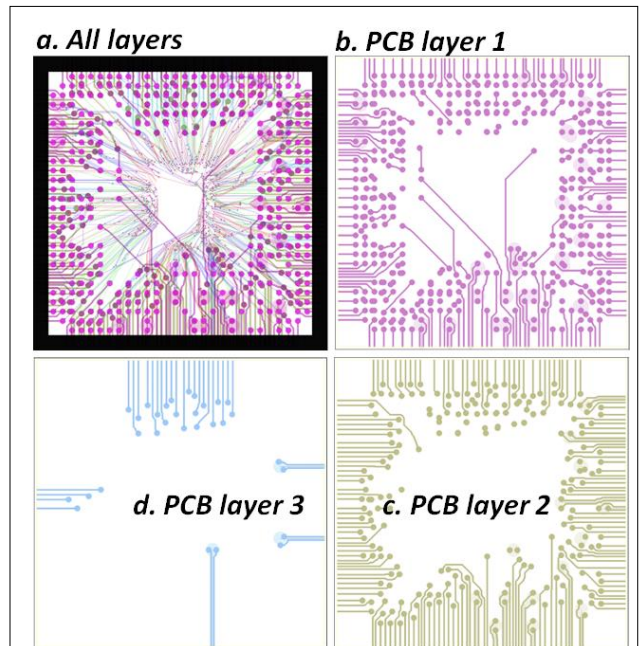 a. All layers
b. PCB layer 1
d. PCB layer 3
c. PCB layer 2